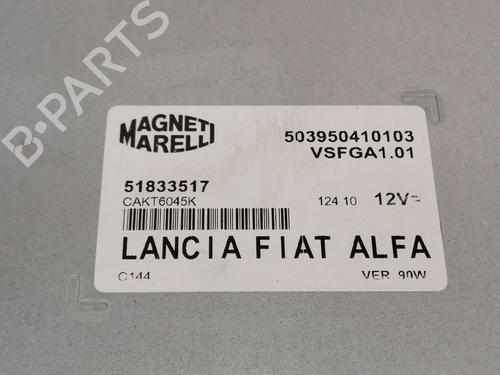 B-PARTS
MAGNETI MARELLI
503950410103
VSFGA1.01
51833517
CAKT6045K
124 10 12V=
LANCIA FIAT ALFA
C144
VER. 90W